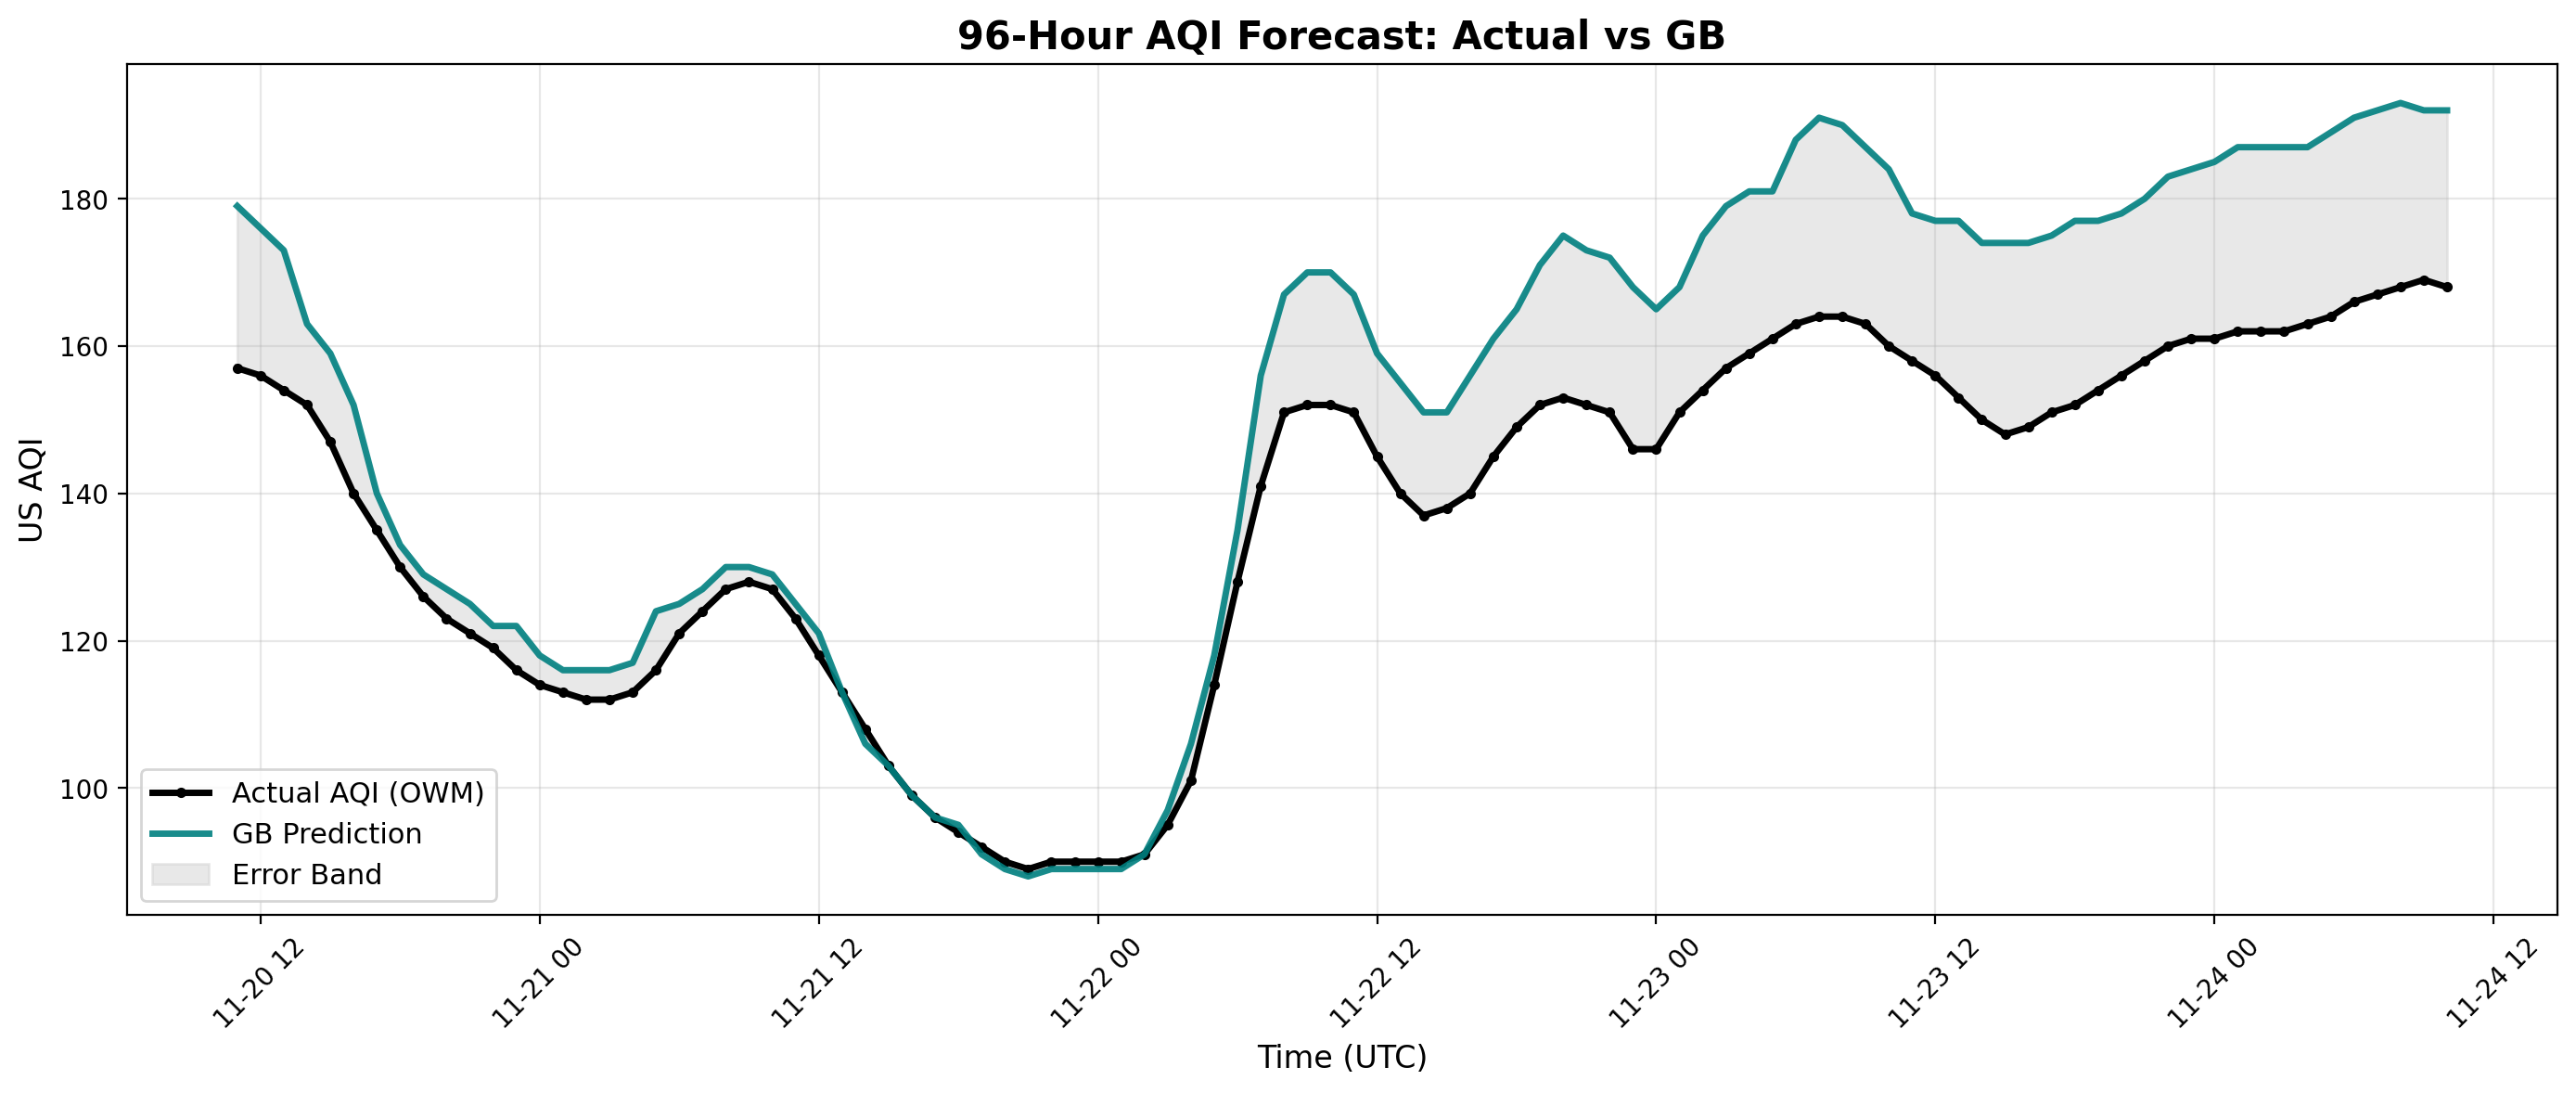 96-Hour AQI Forecast: Actual vs GB
US AQI
180
160
140
120
100
Actual AQI (OWM)
GB Prediction
Error Band
11-20 12
11-21 00
11-21 12
11-22 00
11-22 12
11-23 00
11-23 12
11-24 00
11-24 12
Time (UTC)